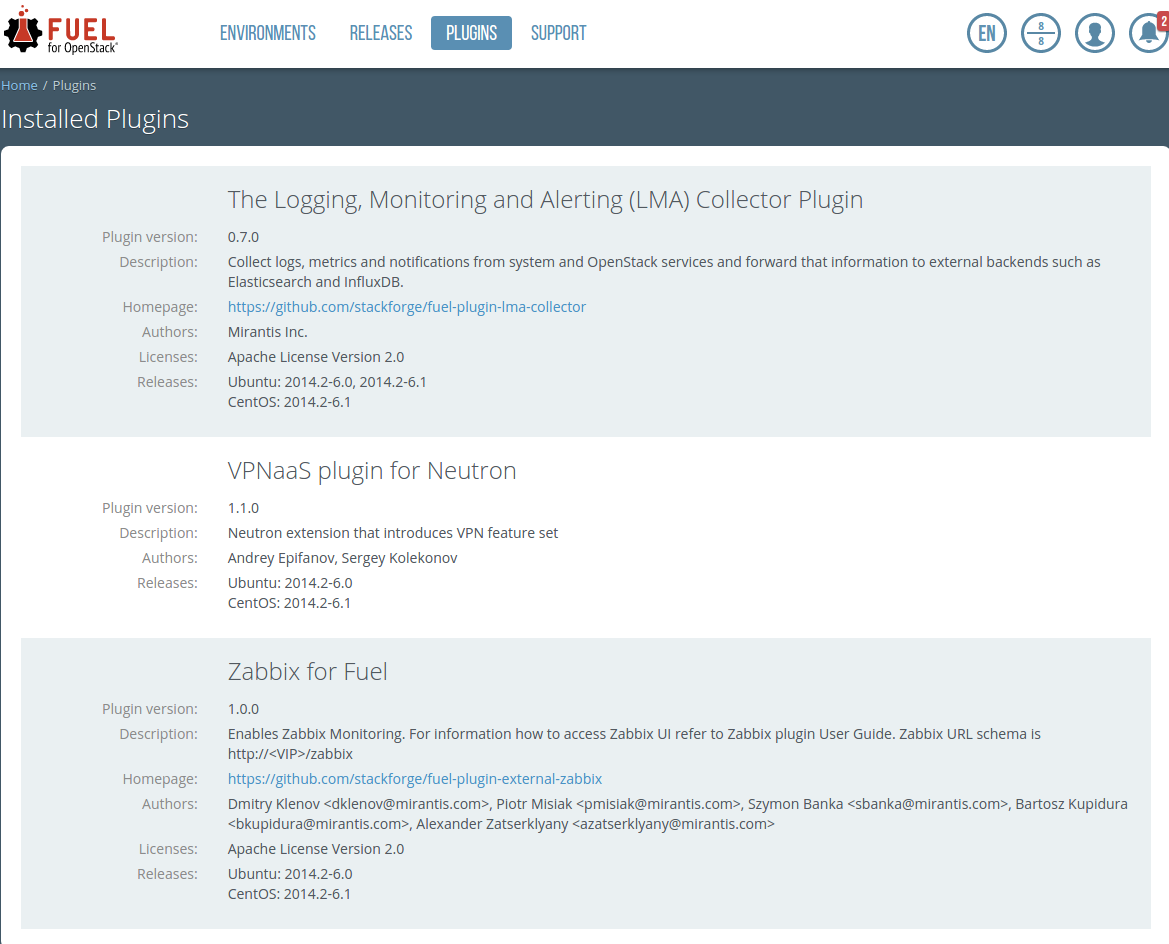 FUEL
for OpenStack
ENVIRONMENTS RELEASES PLUGINS SUPPORT EN 8 8 2
Home / Plugins
Installed Plugins
The Logging, Monitoring and Alerting (LMA) Collector Plugin
Plugin version: 0.7.0
Description: Collect logs, metrics and notifications from system and OpenStack services and forward that information to external backends such as
Elasticsearch and InfluxDB.
Homepage: https://github.com/stackforge/fuel-plugin-lma-collector
Authors: Mirantis Inc.
Licenses: Apache License Version 2.0
Releases: Ubuntu: 2014.2-6.0, 2014.2-6.1
CentOS: 2014.2-6.1
VPNaaS plugin for Neutron
Plugin version: 1.1.0
Description: Neutron extension that introduces VPN feature set
Authors: Andrey Epifanov, Sergey Kolekonov
Releases: Ubuntu: 2014.2-6.0
CentOS: 2014.2-6.1
Zabbix for Fuel
Plugin version: 1.0.0
Description: Enables Zabbix Monitoring. For information how to access Zabbix UI refer to Zabbix plugin User Guide. Zabbix URL schema is
http://<VIP>/zabbix
Homepage: https://github.com/stackforge/fuel-plugin-external-zabbix
Authors: Dmitry Klenov <dklenov@mirantis.com>, Piotr Misiak <pmisiak@mirantis.com>, Szymon Banka <sbanka@mirantis.com>, Bartosz Kupidura
<bkupidura@mirantis.com>, Alexander Zatserklyany <azatserklyany@mirantis.com>
Licenses: Apache License Version 2.0
Releases: Ubuntu: 2014.2-6.0
CentOS: 2014.2-6.1